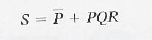 S = P̅ + PQR